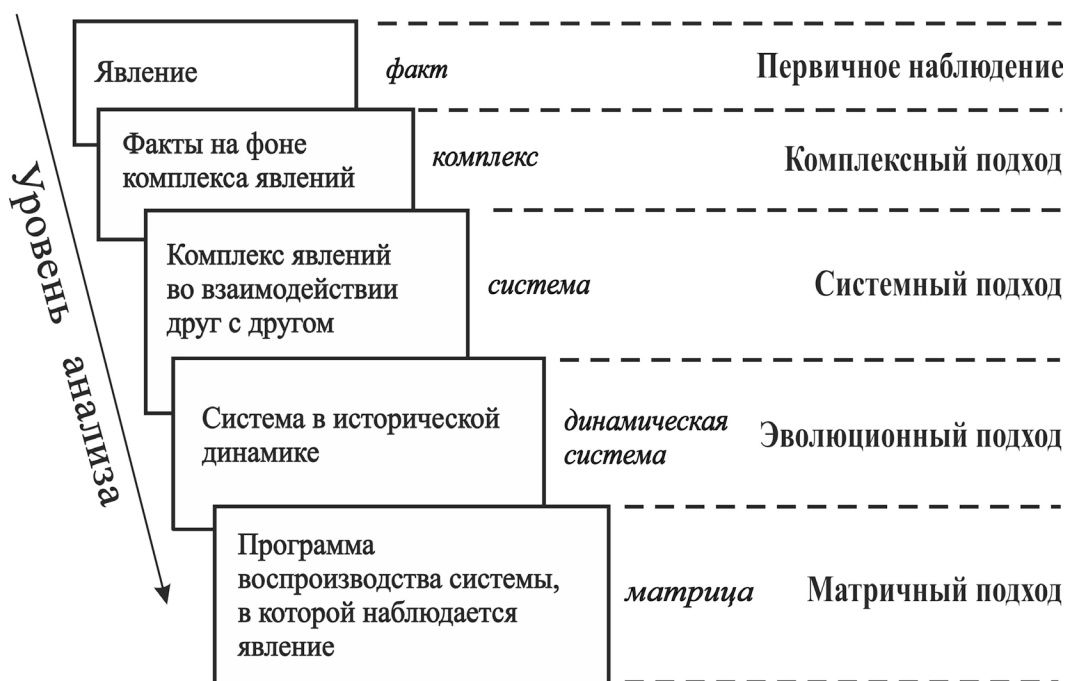 Явление
факт
Первичное наблюдение
Факты на фоне
комплекса явлений
комплекс
Комплексный подход
Комплекс явлений
во взаимодействии
друг с другом
система
Системный подход
Система в исторической
динамике
динамическая
система
Эволюционный подход
Программа
воспроизводства системы,
в которой наблюдается
явление
матрица
Матричный подход
Уровень анализа